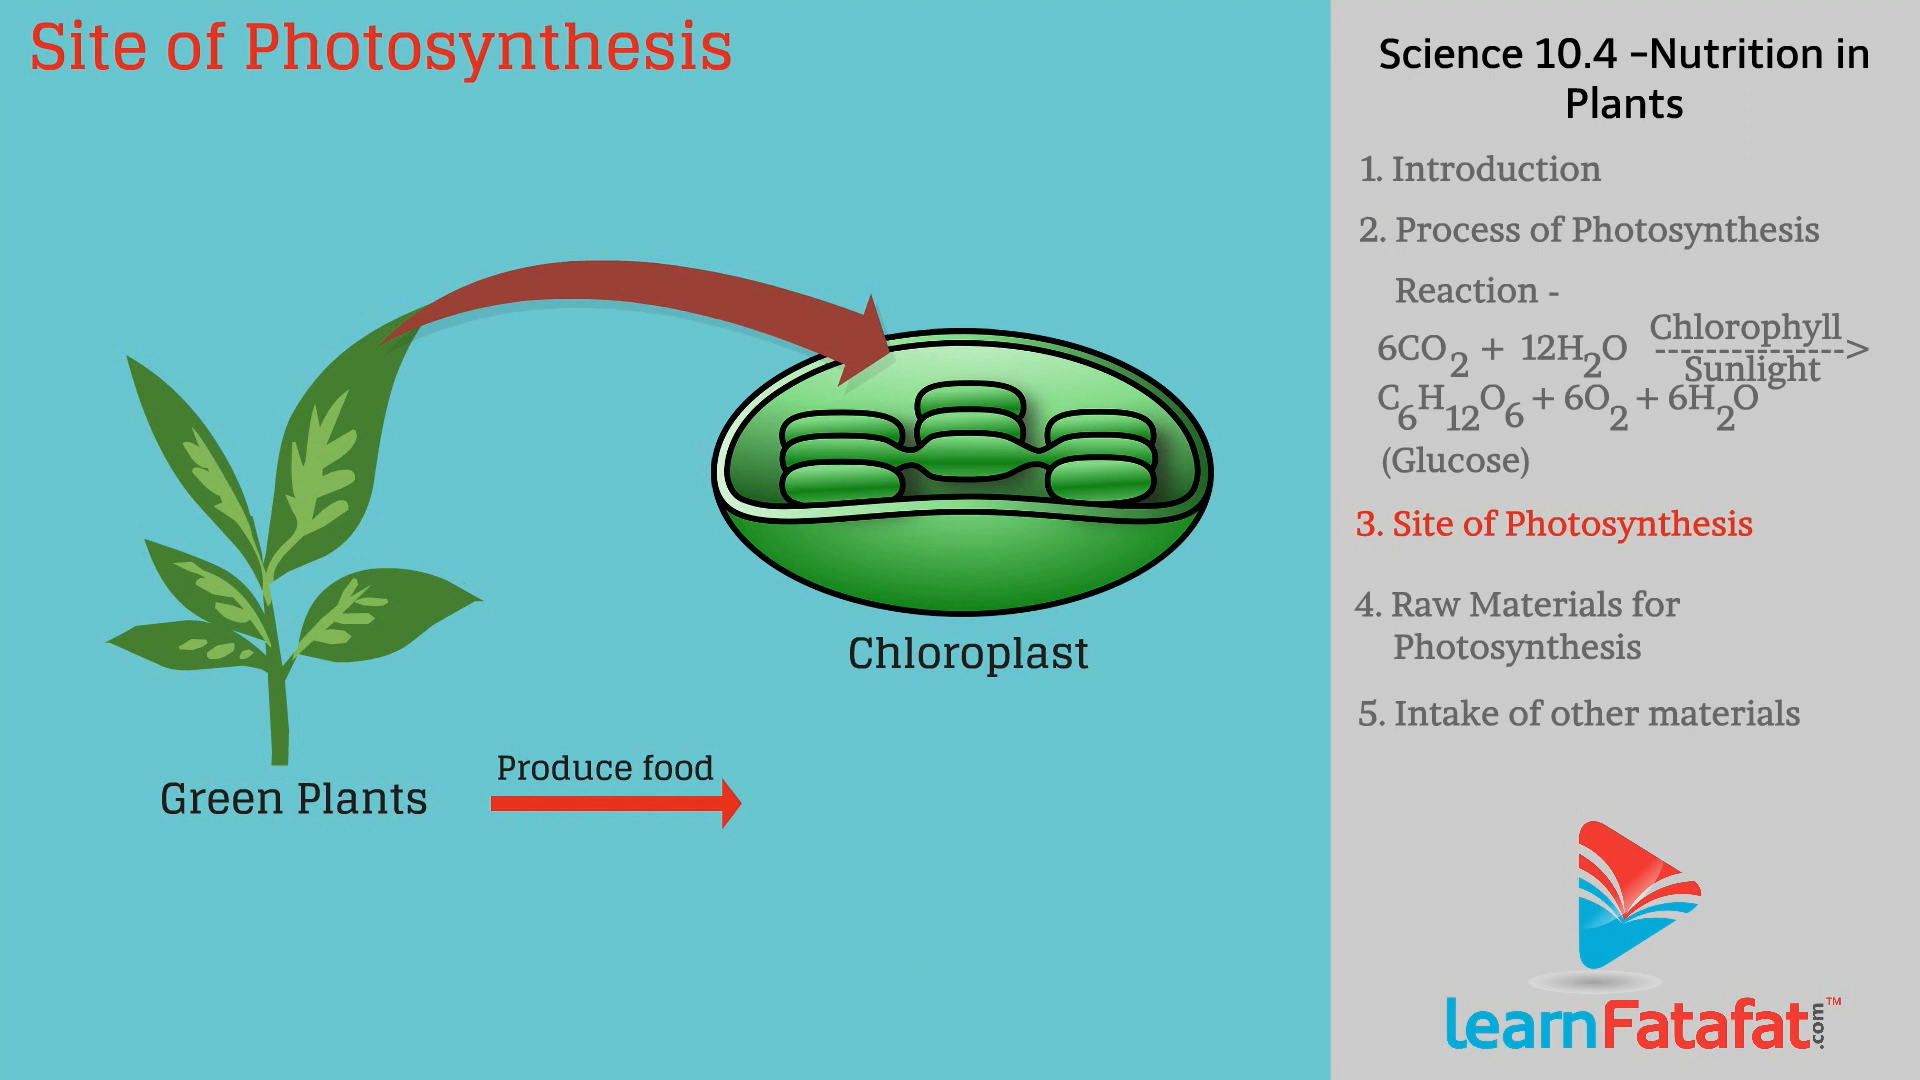 Site of Photosynthesis
Chloroplast
Produce food
Green Plants
Science 10.4 –Nutrition in
Plants
1. Introduction
2. Process of Photosynthesis
Reaction -
Chlorophyll
6CO2 + 12H2O --------------->
Sunlight
C6H12O6 + 6O2 + 6H2O
(Glucose)
3. Site of Photosynthesis
4. Raw Materials for
Photosynthesis
5. Intake of other materials
learnFatafat.com™